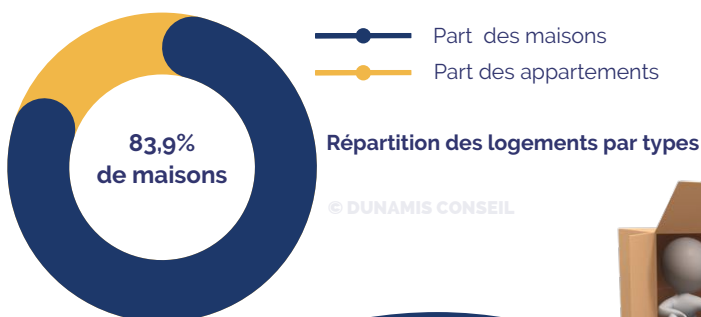 Part des maisons
Part des appartements
83,9%
de maisons
Répartition des logements par types
© DUNAMIS CONSEIL